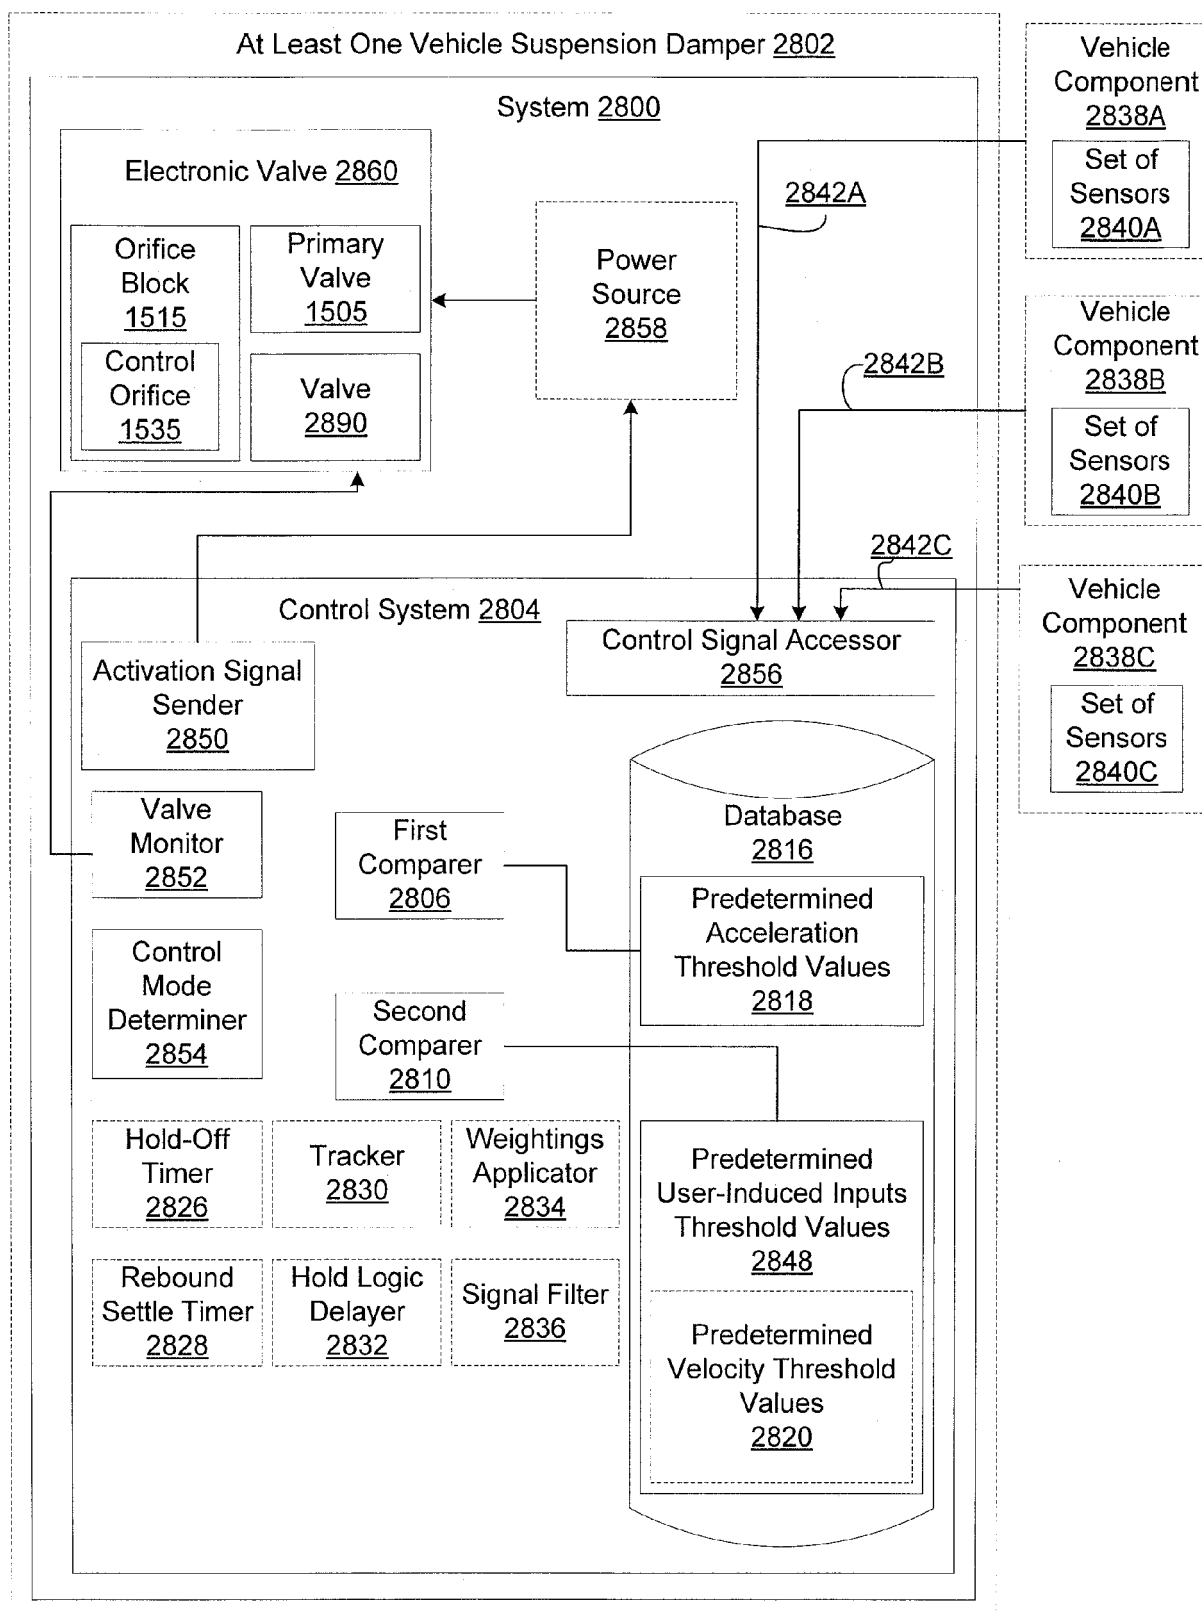 At Least One Vehicle Suspension Damper 2802
System 2800
Electronic Valve 2860
Orifice
Block
1515
Control
Orifice
1535
Primary
Valve
1505
Valve
2890
Power
Source
2858
2842A
2842B
2842C
Vehicle
Component
2838A
Set of
Sensors
2840A
Vehicle
Component
2838B
Set of
Sensors
2840B
Vehicle
Component
2838C
Set of
Sensors
2840C
Control System 2804
Control Signal Accessor
2856
Activation Signal
Sender
2850
Valve
Monitor
2852
Control
Mode
Determiner
2854
First
Comparer
2806
Second
Comparer
2810
Database
2816
Predetermined
Acceleration
Threshold Values
2818
Predetermined
User-Induced Inputs
Threshold Values
2848
Predetermined
Velocity Threshold
Values
2820
Hold-Off
Timer
2826
Tracker
2830
Weightings
Applicator
2834
Rebound
Settle Timer
2828
Hold Logic
Delayer
2832
Signal Filter
2836